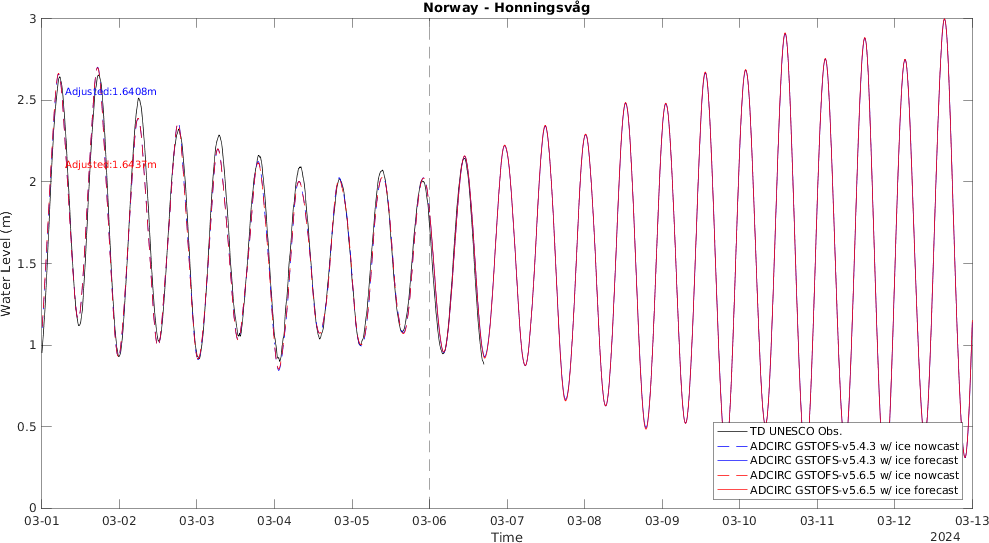 Norway - Honningsvåg
3
2.5
2
1.5
1
0.5
0
Water Level (m)
Adjusted:1.6408m
Adjusted:1.6437m
TD UNESCO Obs.
ADCIRC GSTOFS-v5.4.3 w/ ice nowcast
ADCIRC GSTOFS-v5.4.3 w/ ice forecast
ADCIRC GSTOFS-v5.6.5 w/ ice nowcast
ADCIRC GSTOFS-v5.6.5 w/ ice forecast
03-01 03-02 03-03 03-04 03-05 03-06 03-07 03-08 03-09 03-10 03-11 03-12 03-13
Time
2024